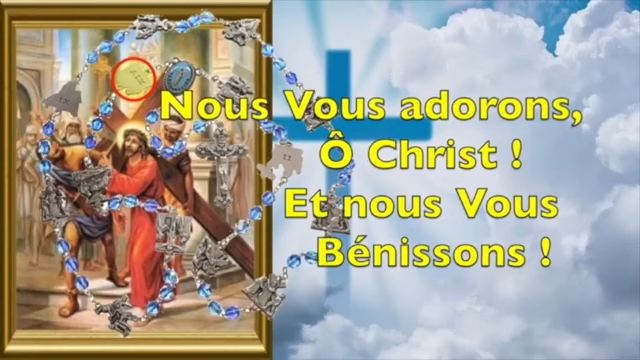 Nous Vous adorons,
Ô Christ !
Et nous Vous
Bénissons !